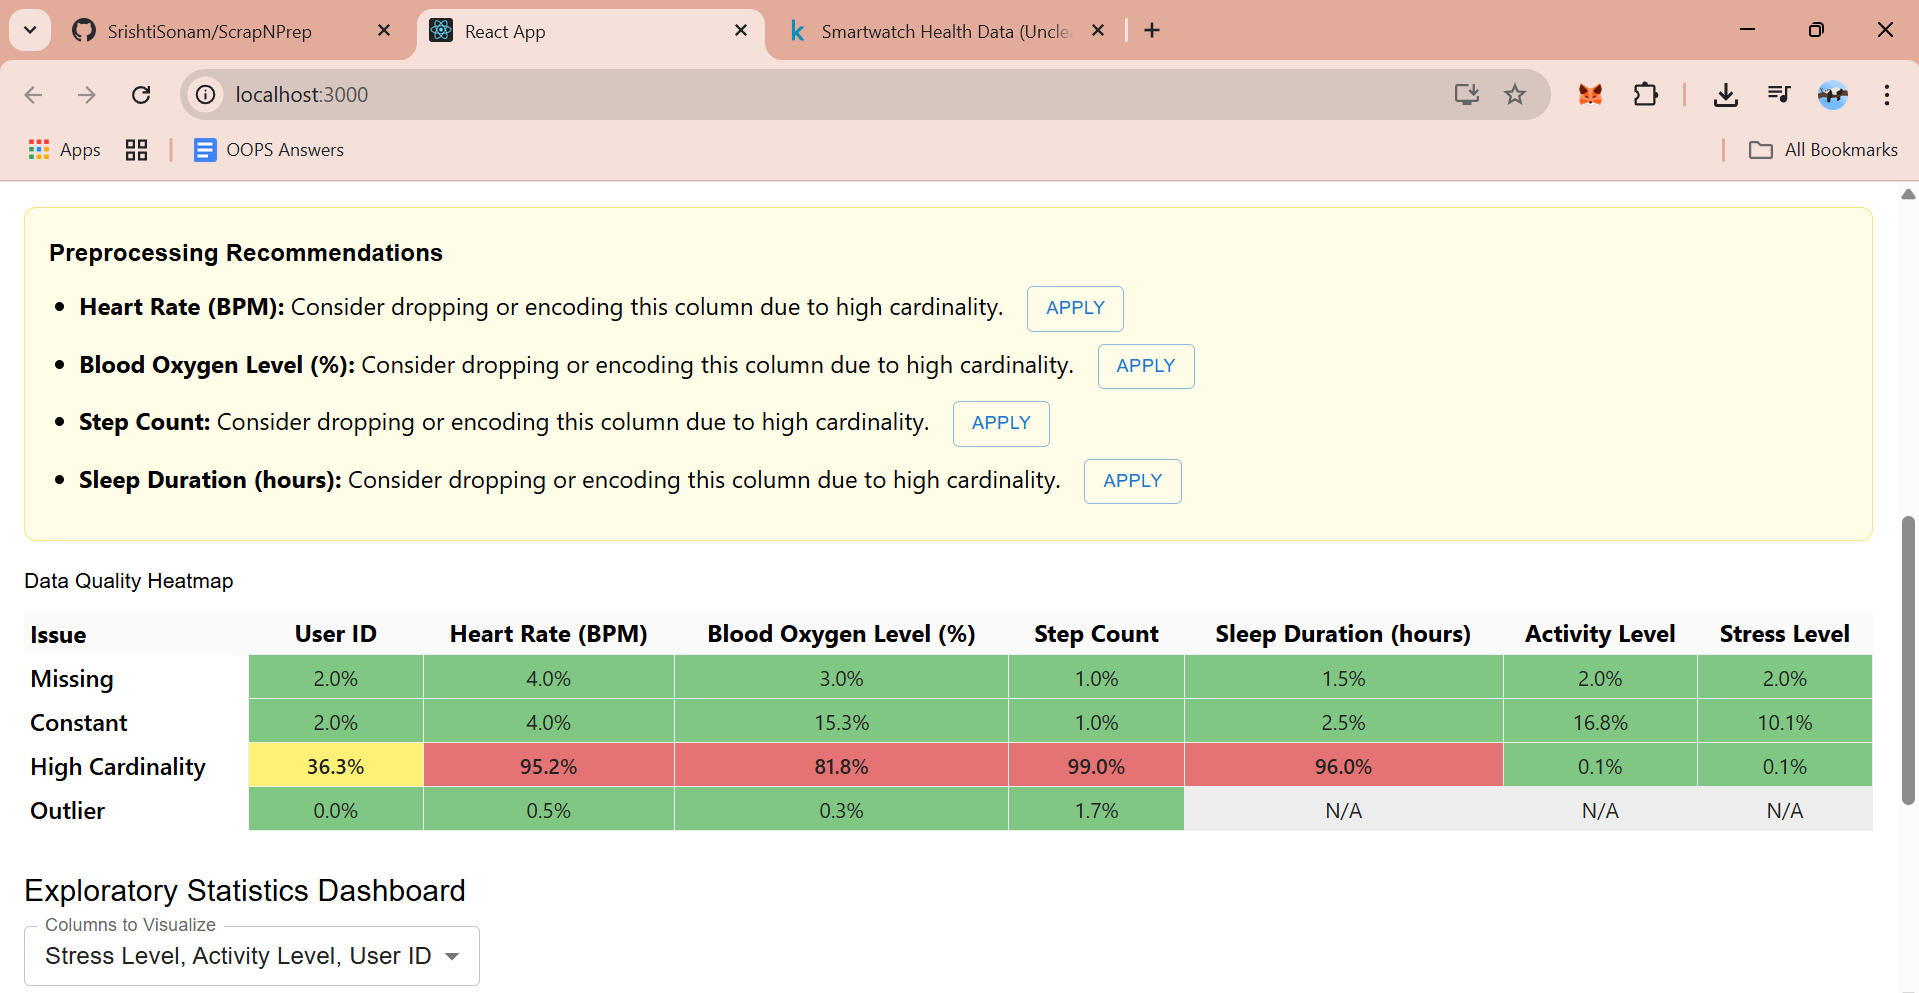 SrishtiSonam/ScrapNPrep
React App
Smartwatch Health Data (Uncle
localhost:3000
Apps
OOPS Answers
All Bookmarks
Preprocessing Recommendations
Heart Rate (BPM): Consider dropping or encoding this column due to high cardinality. APPLY
Blood Oxygen Level (%): Consider dropping or encoding this column due to high cardinality. APPLY
Step Count: Consider dropping or encoding this column due to high cardinality. APPLY
Sleep Duration (hours): Consider dropping or encoding this column due to high cardinality. APPLY
Data Quality Heatmap
Issue User ID Heart Rate (BPM) Blood Oxygen Level (%) Step Count Sleep Duration (hours) Activity Level Stress Level
Missing 2.0% 4.0% 3.0% 1.0% 1.5% 2.0% 2.0%
Constant 2.0% 4.0% 15.3% 1.0% 2.5% 16.8% 10.1%
High Cardinality 36.3% 95.2% 81.8% 99.0% 96.0% 0.1% 0.1%
Outlier 0.0% 0.5% 0.3% 1.7% N/A N/A N/A
Exploratory Statistics Dashboard
Columns to Visualize
Stress Level, Activity Level, User ID